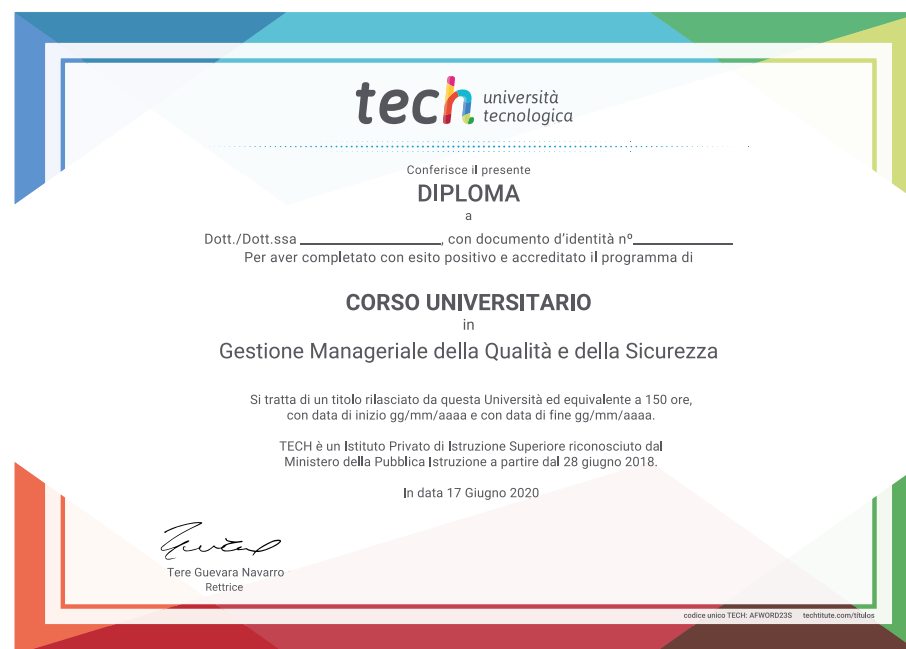 tech università
tecnologica
Conferisce il presente
DIPLOMA
a
Dott./Dott.ssa ____________________, con documento d'identità nº______________
Per aver completato con esito positivo e accreditato il programma di
CORSO UNIVERSITARIO
in
Gestione Manageriale della Qualità e della Sicurezza
Si tratta di un titolo rilasciato da questa Università ed equivalente a 150 ore,
con data di inizio gg/mm/aaaa e con data di fine gg/mm/aaaa.
TECH è un Istituto Privato di Istruzione Superiore riconosciuto dal
Ministero della Pubblica Istruzione a partire dal 28 giugno 2018.
In data 17 Giugno 2020
Tere Guevara Navarro
Rettrice
codice unico TECH: AFWORD23S techtitute.com/titulos